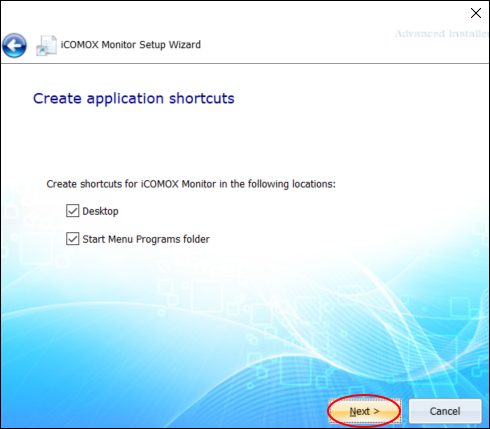 Advanced Installer
iCOMOX Monitor Setup Wizard
Create application shortcuts
Create shortcuts for iCOMOX Monitor in the following locations:
Desktop
Start Menu Programs folder
Next >
Cancel